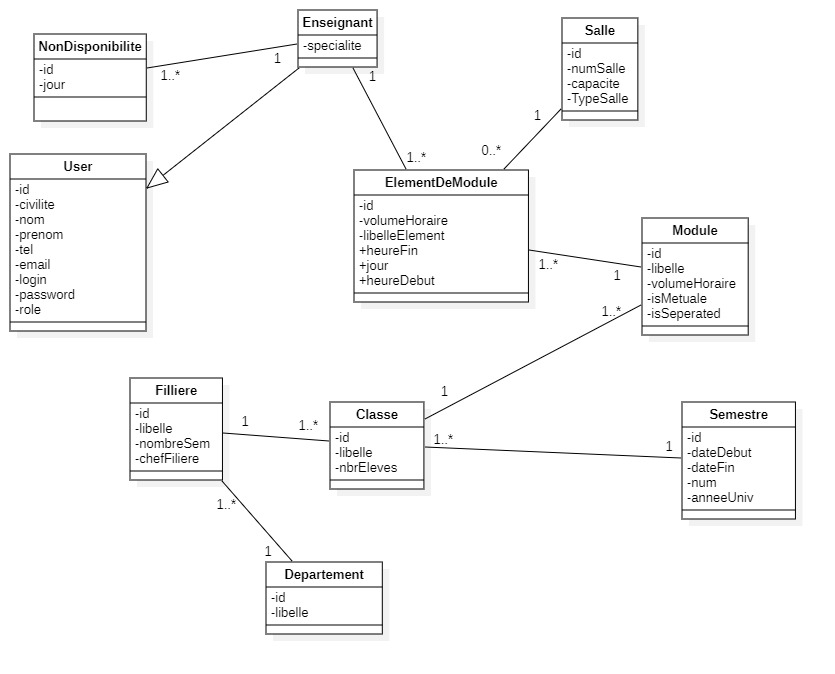 Enseignant
-specialite
NonDisponibilite
-id
-jour
1
1..*
1
1..*
Salle
-id
-numSalle
-capacite
-TypeSalle
1
0..*
User
-id
-civilite
-nom
-prenom
-tel
-email
-login
-password
-role
ElementDeModule
-id
-volumeHoraire
-libelleElement
+heureFin
+jour
+heureDebut
1..*
1
Module
-id
-libelle
-volumeHoraire
-isMetuale
-isSeperated
1..*
1
Filliere
-id
-libelle
-nombreSem
-chefFiliere
1
1..*
Classe
-id
-libelle
-nbrEleves
1..*
1
Semestre
-id
-dateDebut
-dateFin
-num
-anneeUniv
1..*
1
Departement
-id
-libelle